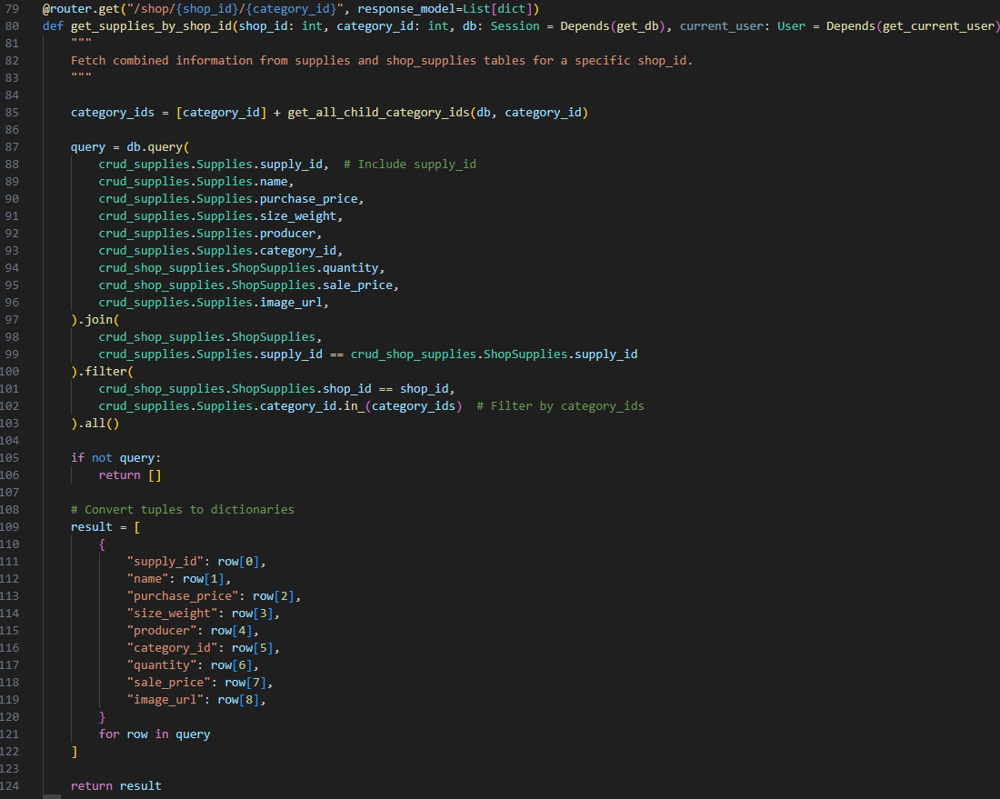 79 @router.get("/shop/{shop_id}/{category_id}", response_model=List[dict])
80 def get_supplies_by_shop_id(shop_id: int, category_id: int, db: Session = Depends(get_db), current_user: User = Depends(get_current_user)
81     """
82     Fetch combined information from supplies and shop_supplies tables for a specific shop_id.
83     """
84
85     category_ids = [category_id] + get_all_child_category_ids(db, category_id)
86
87     query = db.query(
88         crud_supplies.Supplies.supply_id,  # Include supply_id
89         crud_supplies.Supplies.name,
90         crud_supplies.Supplies.purchase_price,
91         crud_supplies.Supplies.size_weight,
92         crud_supplies.Supplies.producer,
93         crud_supplies.Supplies.category_id,
94         crud_shop_supplies.ShopSupplies.quantity,
95         crud_shop_supplies.ShopSupplies.sale_price,
96         crud_supplies.Supplies.image_url,
97     ).join(
98         crud_shop_supplies.ShopSupplies,
99         crud_supplies.Supplies.supply_id == crud_shop_supplies.ShopSupplies.supply_id
100     ).filter(
101         crud_shop_supplies.ShopSupplies.shop_id == shop_id,
102         crud_supplies.Supplies.category_id.in_(category_ids)  # Filter by category_ids
103     ).all()
104
105     if not query:
106         return []
107
108     # Convert tuples to dictionaries
109     result = [
110         {
111             "supply_id": row[0],
112             "name": row[1],
113             "purchase_price": row[2],
114             "size_weight": row[3],
115             "producer": row[4],
116             "category_id": row[5],
117             "quantity": row[6],
118             "sale_price": row[7],
119             "image_url": row[8],
120         }
121         for row in query
122     ]
123
124     return result